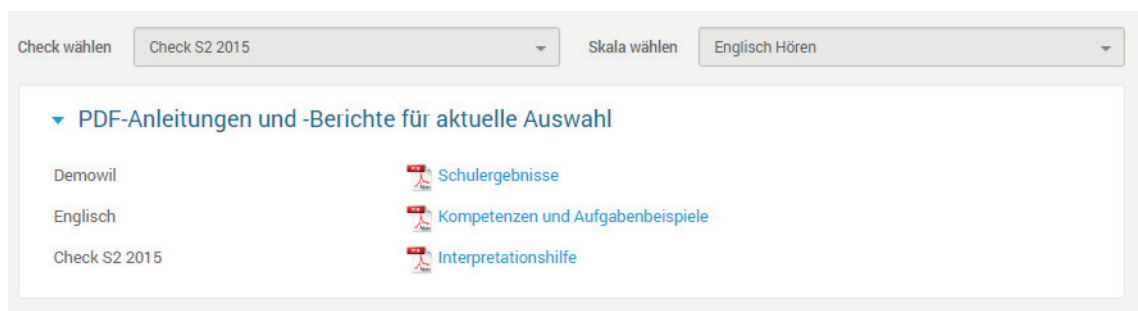 Check wählen Check S2 2015 Skala wählen Englisch Hören
PDF-Anleitungen und -Berichte für aktuelle Auswahl
Demowil Schulergebnisse
Englisch Kompetenzen und Aufgabenbeispiele
Check S2 2015 Interpretationshilfe